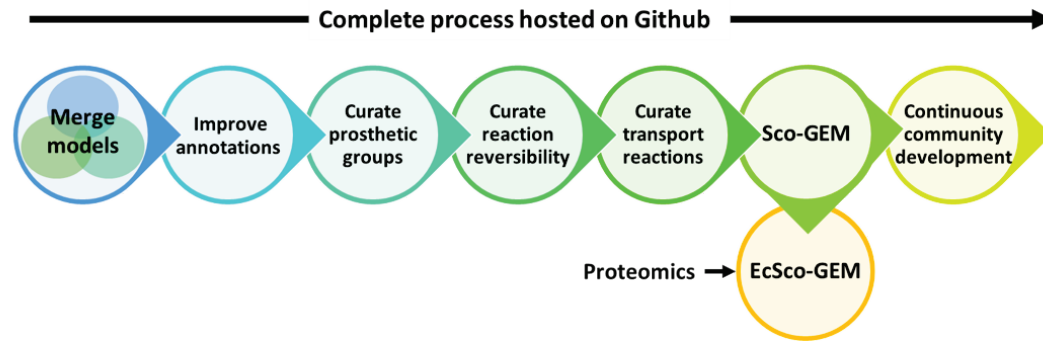 Complete process hosted on Github
Merge
models
Improve
annotations
Curate
prosthetic
groups
Curate
reaction
reversibility
Curate
transport
reactions
Sco-GEM
Continuous
community
development
Proteomics
EcSco-GEM